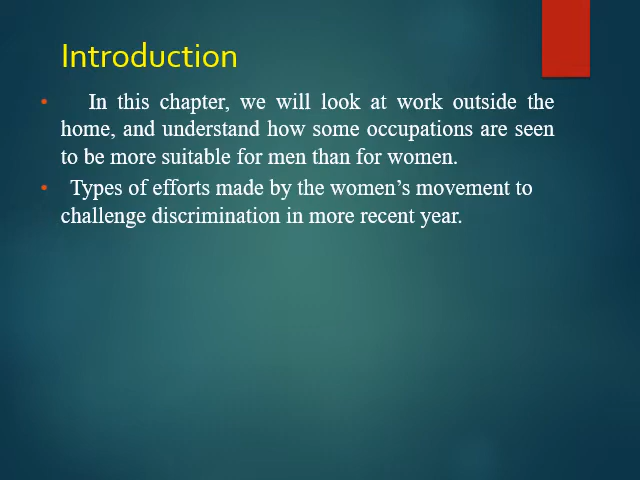 Introduction
• In this chapter, we will look at work outside the
home, and understand how some occupations are seen
to be more suitable for men than for women.
• Types of efforts made by the women’s movement to
challenge discrimination in more recent year.